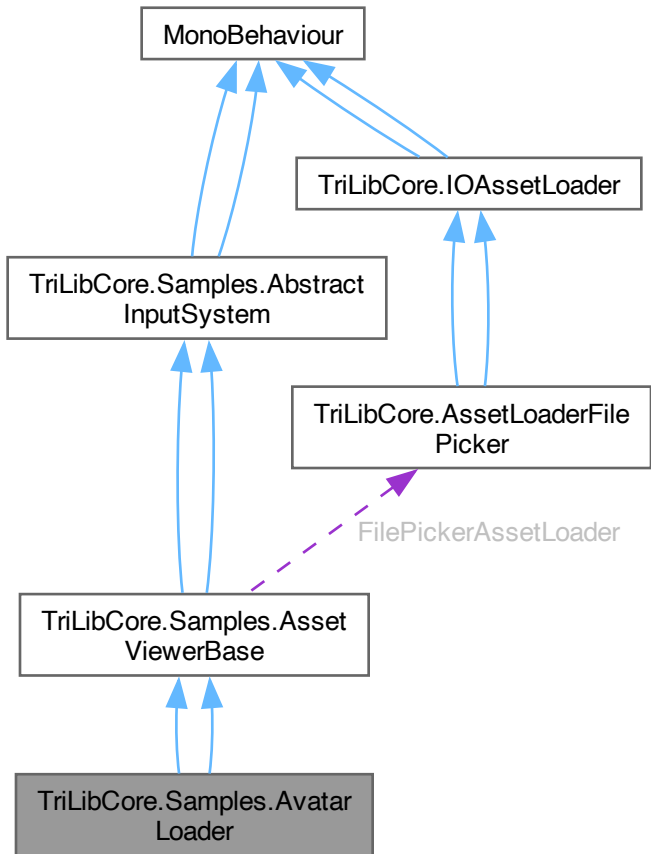 MonoBehaviour
TriLibCore.IOAssetLoader
TriLibCore.Samples.Abstract
InputSystem
TriLibCore.AssetLoaderFile
Picker
FilePickerAssetLoader
TriLibCore.Samples.Asset
ViewerBase
TriLibCore.Samples.Avatar
Loader